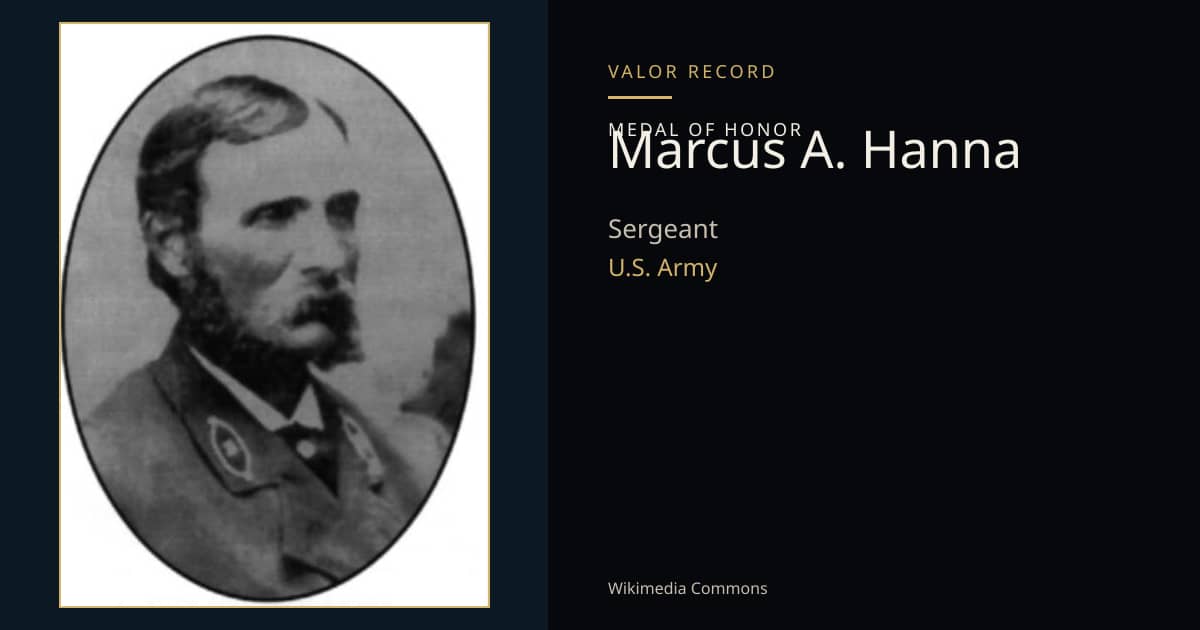 VALOR RECORD
MEDAL OF HONOR
Marcus A. Hanna
Sergeant
U.S. Army
Wikimedia Commons